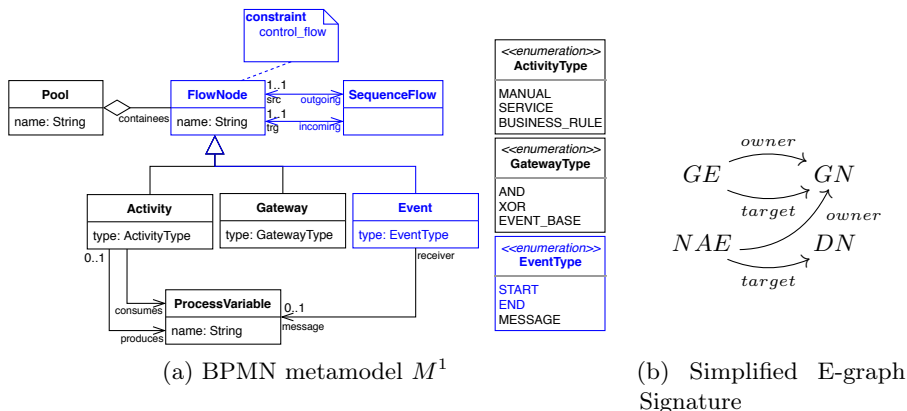 constraint
control_flow
Pool
name: String
containees
FlowNode
name: String
1..1
src
outgoing
1..1
trg
incoming
SequenceFlow
Activity
type: ActivityType
0..1
Gateway
type: GatewayType
Event
type: EventType
receiver
consumes
produces
ProcessVariable
name: String
0..1
message
<<enumeration>>
ActivityType
MANUAL
SERVICE
BUSINESS_RULE
<<enumeration>>
GatewayType
AND
XOR
EVENT_BASE
<<enumeration>>
EventType
START
END
MESSAGE
(a) BPMN metamodel M¹
owner
GE GN
target
owner
NAE DN
target
(b) Simplified E-graph
Signature